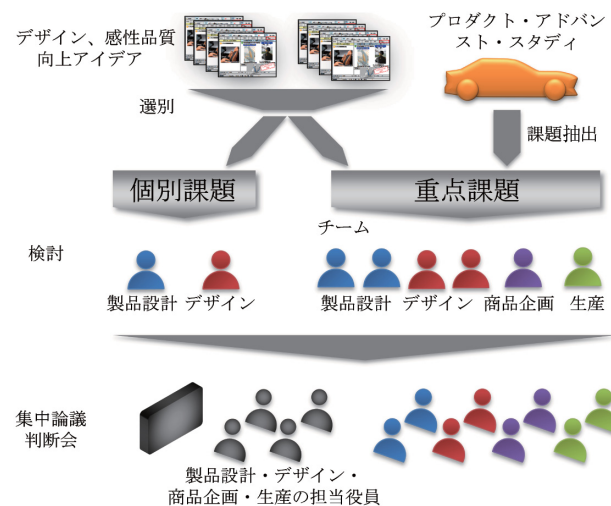 デザイン、感性品質
向上アイデア
プロダクト・アドバン
スト・スタディ
選別
課題抽出
個別課題
重点課題
チーム
検討
製品設計 デザイン
製品設計 デザイン 商品企画 生産
集中論議
判断会
製品設計・デザイン・
商品企画・生産の担当役員